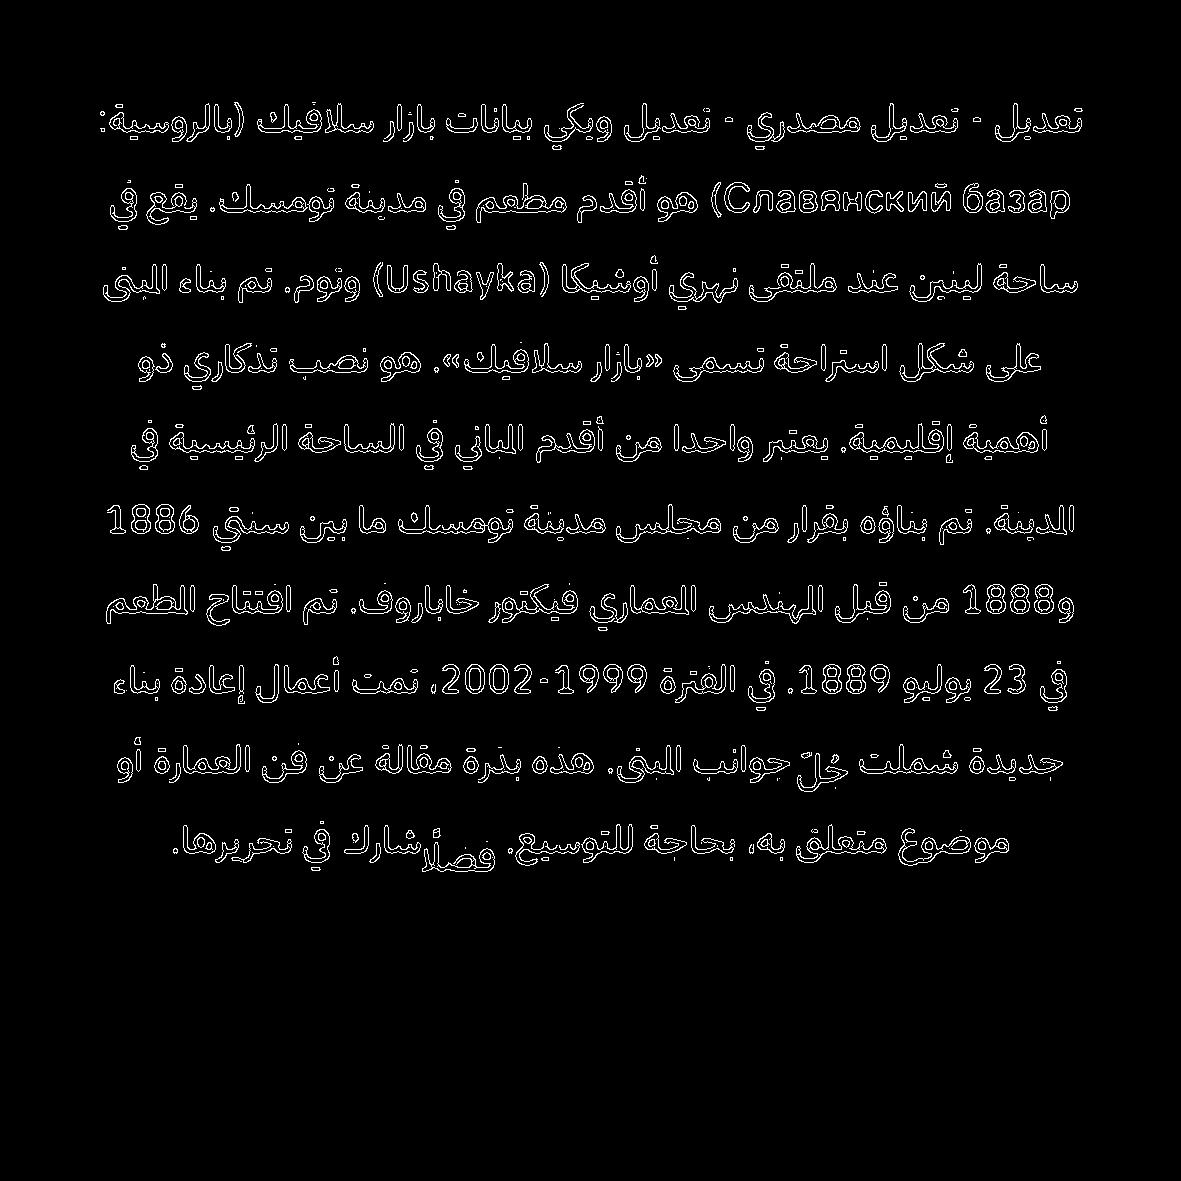 تعديل - تعديل مصدري - تعديل ويكي بيانات بازار سلافيك (بالروسية:
Славянский базар) هو أقدم مطعم في مدينة تومسك. يقع في
ساحة لينين عند ملتقى نهري أوشيكا (Ushayka) وتوم. تم بناء المبنى
على شكل استراحة تسمى «بازار سلافيك». هو نصب تذكاري ذو
أهمية إقليمية. يعتبر واحدا من أقدم المباني في الساحة الرئيسية في
المدينة. تم بناؤه بقرار من مجلس مدينة تومسك ما بين سنتي 1886
و1888 من قبل المهندس المعماري فيكتور خاباروف. تم افتتاح المطعم
في 23 يوليو 1889. في الفترة 1999-2002، تمت أعمال إعادة بناء
جديدة شملت جُلّ جوانب المبنى. هذه بذرة مقالة عن فن العمارة أو
موضوع متعلق به، بحاجة للتوسيع. فضلًا شارك في تحريرها.